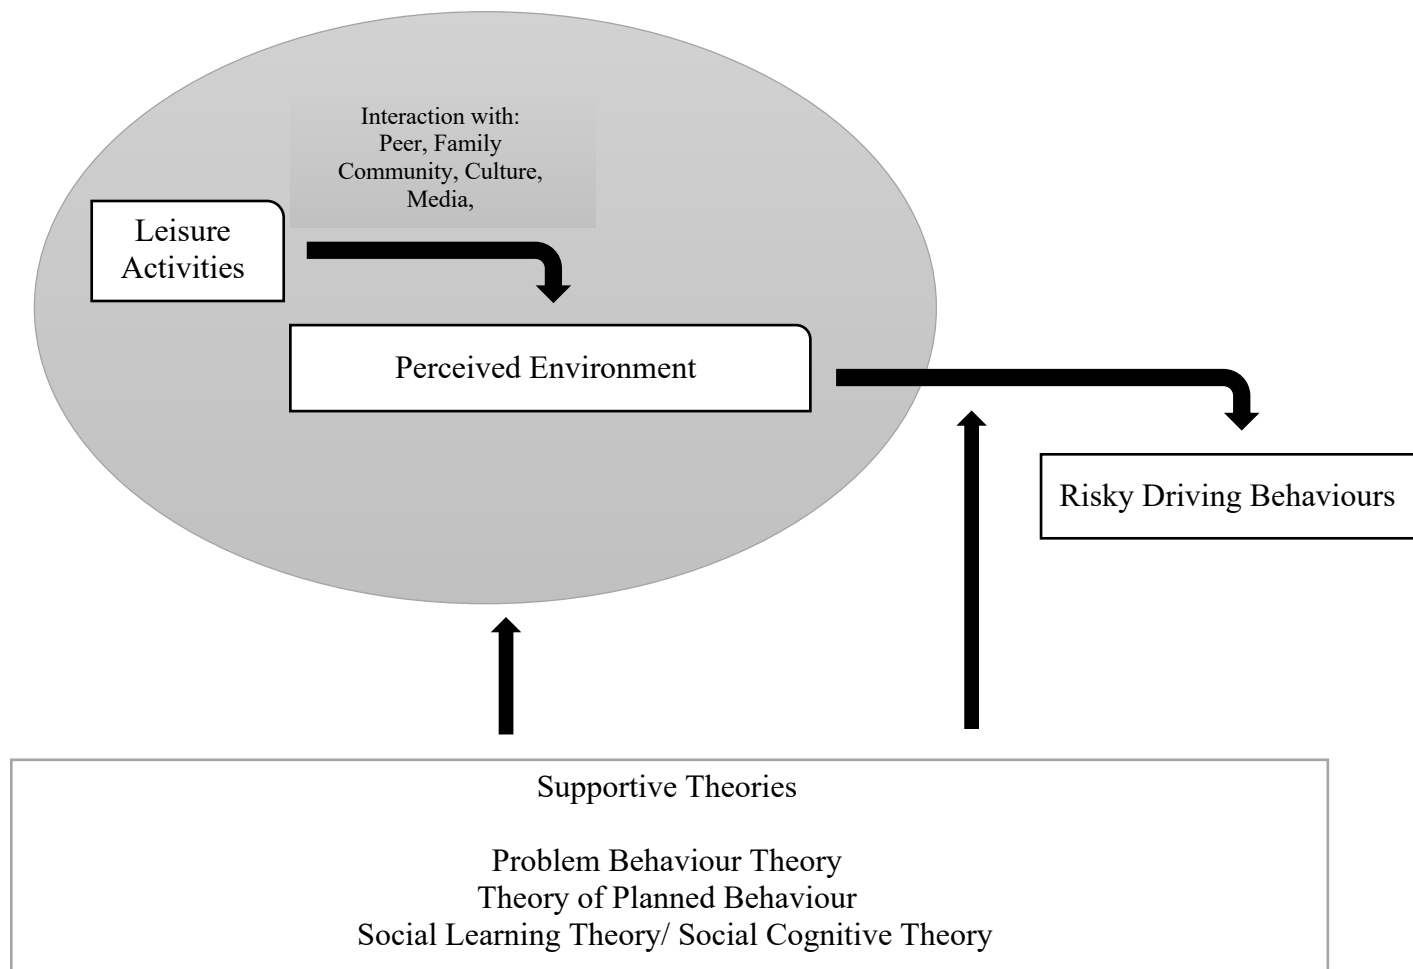 Interaction with:
Peer, Family
Community, Culture,
Media,
Leisure
Activities
Perceived Environment
Risky Driving Behaviours
Supportive Theories
Problem Behaviour Theory
Theory of Planned Behaviour
Social Learning Theory/ Social Cognitive Theory